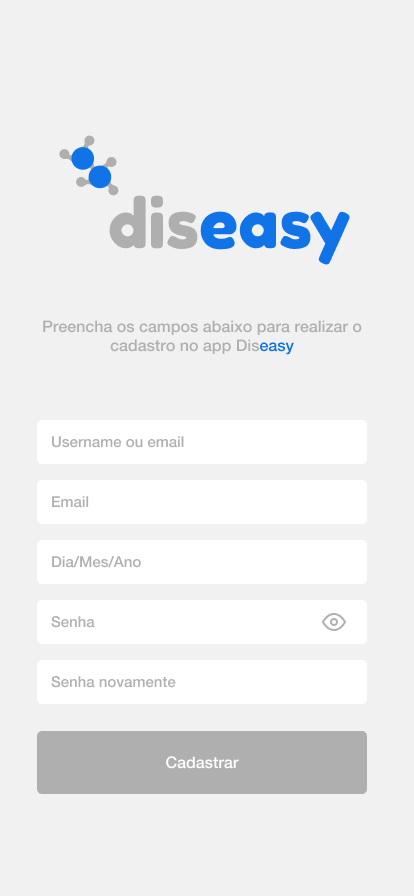 diseasy
Preencha os campos abaixo para realizar o
cadastro no app Diseasy
Username ou email
Email
Dia/Mes/Ano
Senha
Senha novamente
Cadastrar